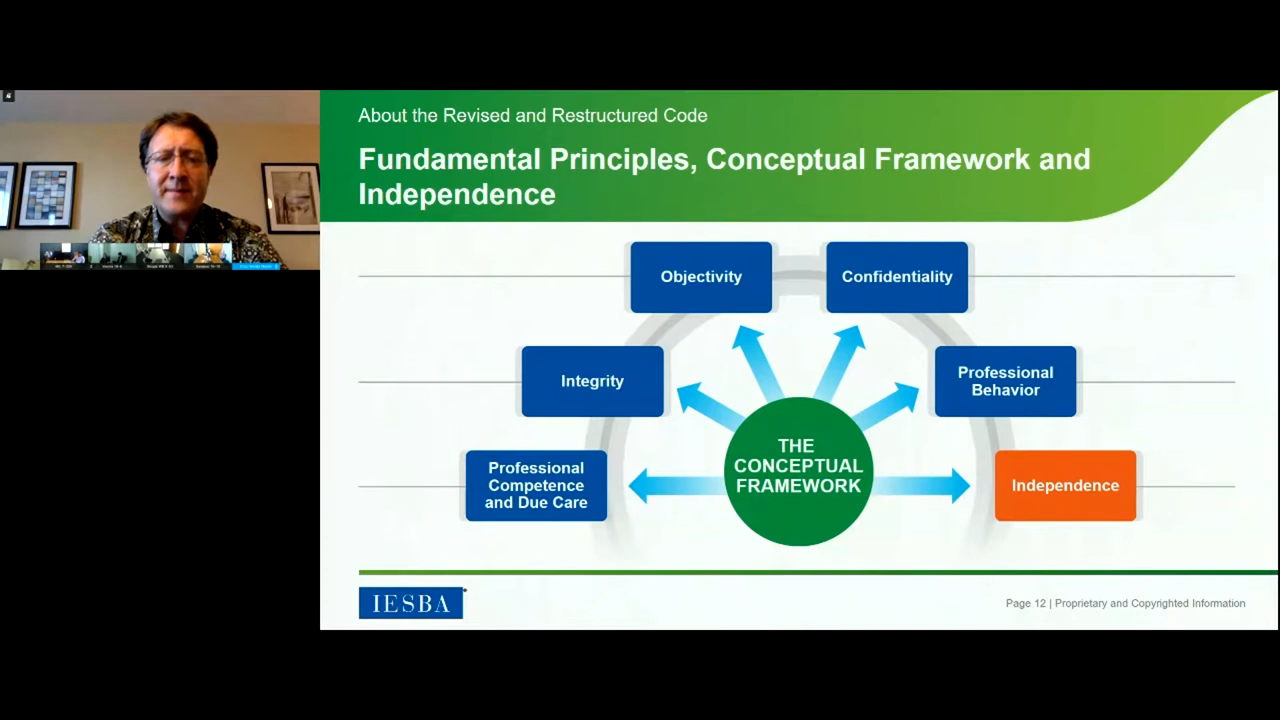 About the Revised and Restructured Code
Fundamental Principles, Conceptual Framework and
Independence
Objectivity
Confidentiality
Integrity
Professional
Behavior
THE
CONCEPTUAL
FRAMEWORK
Professional
Competence
and Due Care
Independence
IESBA
Page 12 | Proprietary and Copyrighted Information